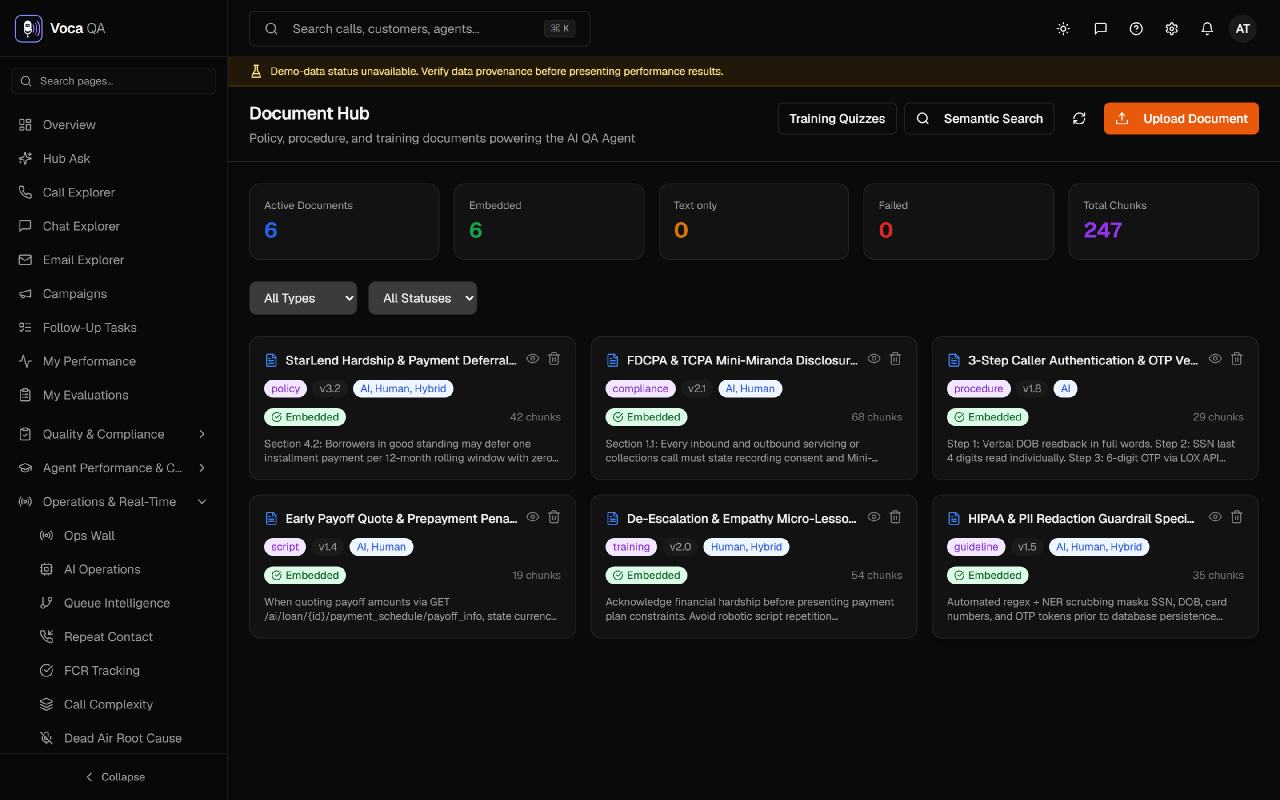 Voca QA
Search calls, customers, agents...
⌘ K
AT
Search pages...
Overview
Hub Ask
Call Explorer
Chat Explorer
Email Explorer
Campaigns
Follow-Up Tasks
My Performance
My Evaluations
Quality & Compliance
Agent Performance & C...
Operations & Real-Time
Ops Wall
AI Operations
Queue Intelligence
Repeat Contact
FCR Tracking
Call Complexity
Dead Air Root Cause
Collapse
Demo-data status unavailable. Verify data provenance before presenting performance results.
Document Hub
Policy, procedure, and training documents powering the AI QA Agent
Training Quizzes
Semantic Search
Upload Document
Active Documents
6
Embedded
6
Text only
0
Failed
0
Total Chunks
247
All Types
All Statuses
StarLend Hardship & Payment Deferral...
policy v3.2 AI, Human, Hybrid
Embedded 42 chunks
Section 4.2: Borrowers in good standing may defer one
installment payment per 12-month rolling window with zero...
FDCPA & TCPA Mini-Miranda Disclosur...
compliance v2.1 AI, Human
Embedded 68 chunks
Section 1.1: Every inbound and outbound servicing or
collections call must state recording consent and Mini-...
3-Step Caller Authentication & OTP Ve...
procedure v1.8 AI
Embedded 29 chunks
Step 1: Verbal DOB readback in full words. Step 2: SSN last
4 digits read individually. Step 3: 6-digit OTP via LOX API...
Early Payoff Quote & Prepayment Pena...
script v1.4 AI, Human
Embedded 19 chunks
When quoting payoff amounts via GET
/ai/loan/{id}/payment_schedule/payoff_info, state currenc...
De-Escalation & Empathy Micro-Lesso...
training v2.0 Human, Hybrid
Embedded 54 chunks
Acknowledge financial hardship before presenting payment
plan constraints. Avoid robotic script repetition...
HIPAA & PII Redaction Guardrail Speci...
guideline v1.5 AI, Human, Hybrid
Embedded 35 chunks
Automated regex + NER scrubbing masks SSN, DOB, card
numbers, and OTP tokens prior to database persistence...